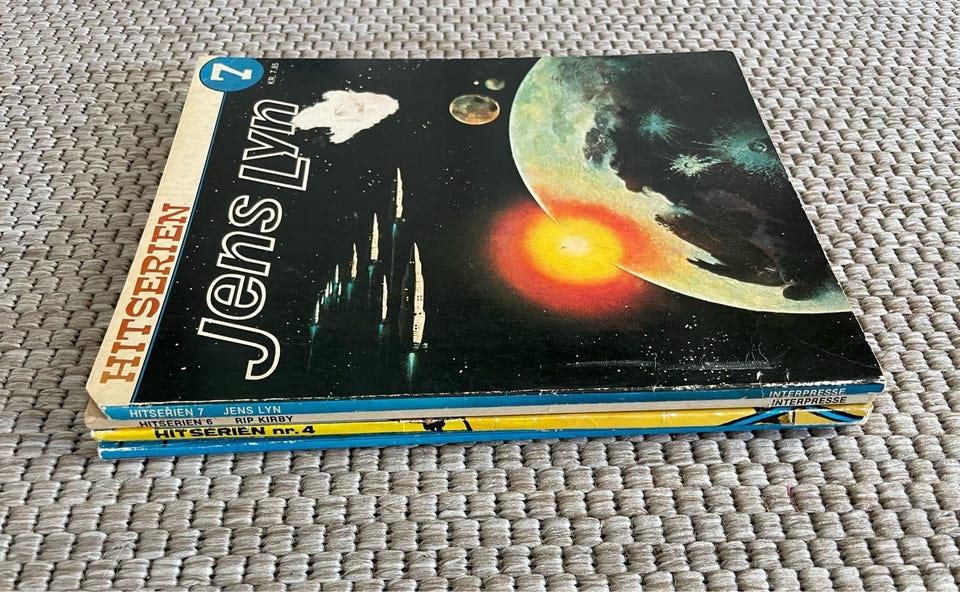 7
KR. 7,85
HITSERIEN
Jens Lyn
HITSERIEN 7 JENS LYN INTERPRESSE
HITSERIEN 6 RIP KIRBY INTERPRESSE
HITSERIEN nr. 4